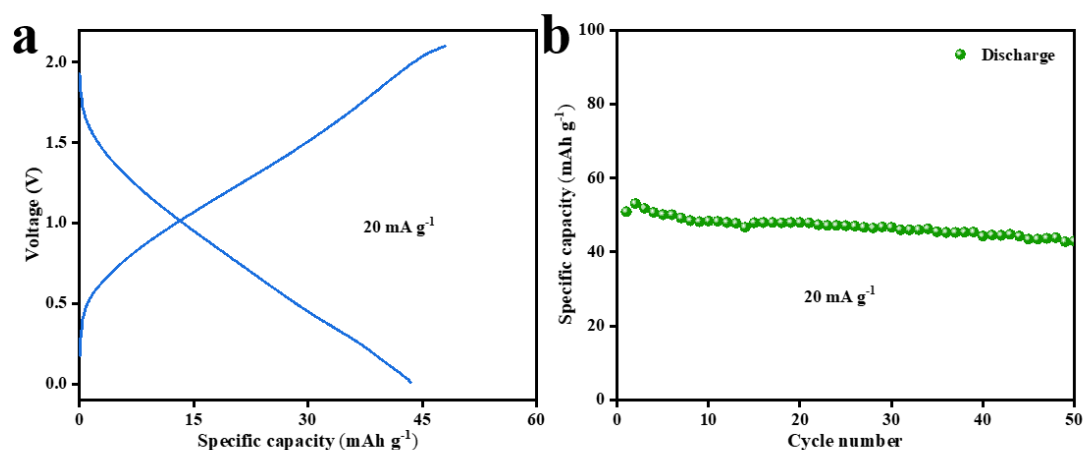 a
Voltage (V)
2.0
1.5
1.0
0.5
0.0
20 mA g⁻¹
0 15 30 45 60
Specific capacity (mAh g⁻¹)
b
Specific capacity (mAh g⁻¹)
100
80
60
40
20
0
Discharge
20 mA g⁻¹
0 10 20 30 40 50
Cycle number